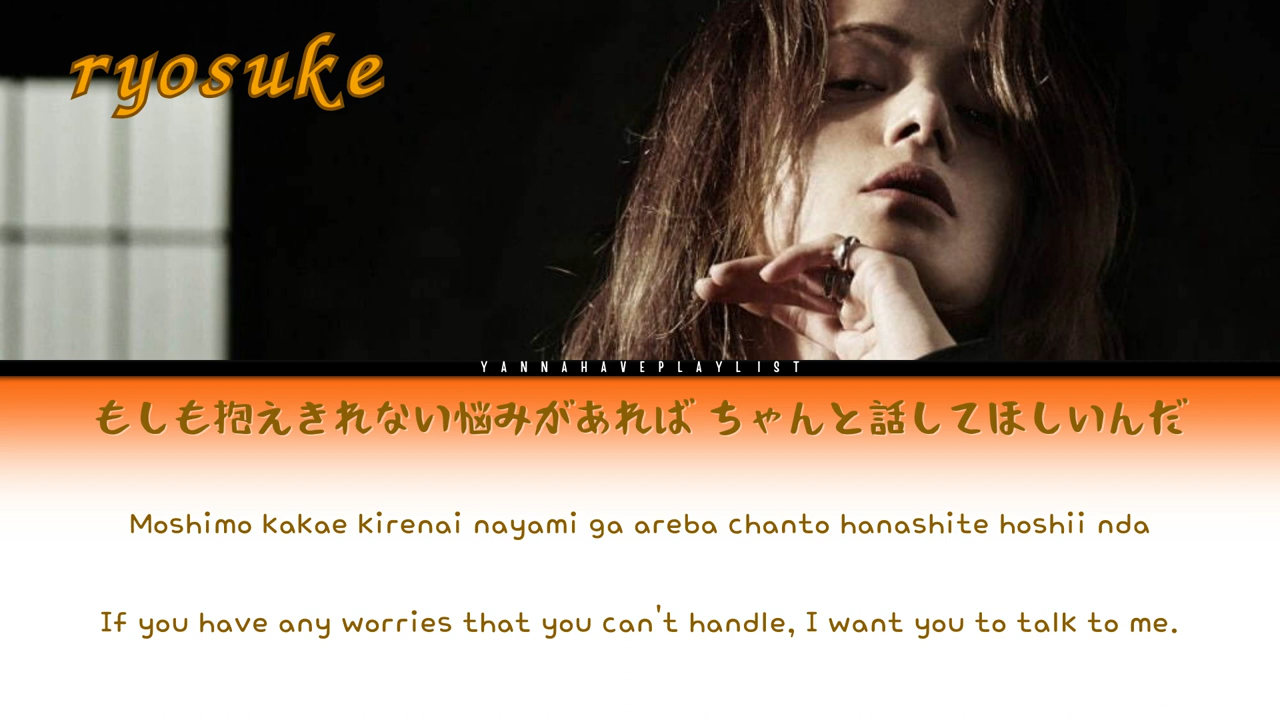 ryosuke
YANNAHAVEPLAYLIST
もしも抱えきれない悩みがあれば ちゃんと話してほしいんだ
Moshimo kakae kirenai nayami ga areba chanto hanashite hoshii nda
If you have any worries that you can't handle, I want you to talk to me.